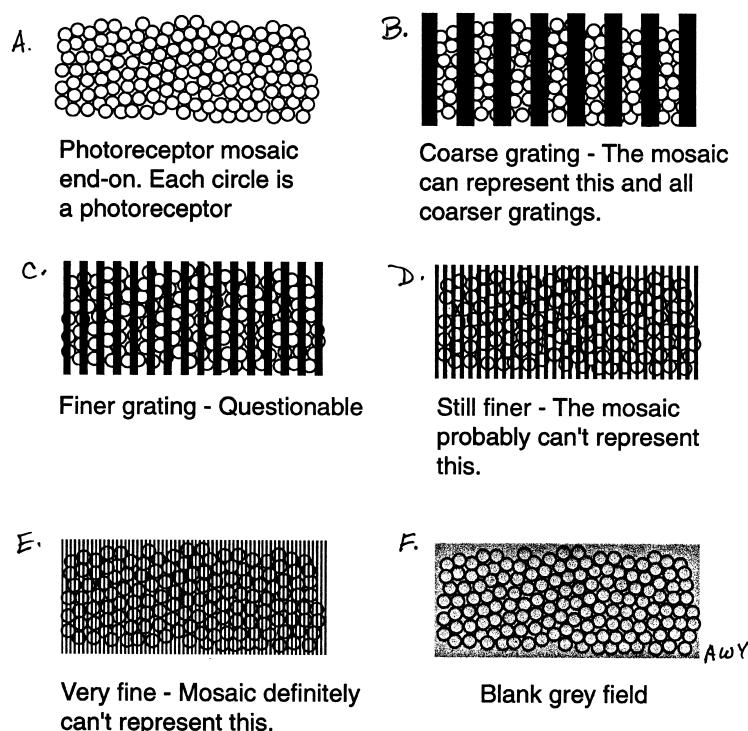 A.
Photoreceptor mosaic
end-on. Each circle is
a photoreceptor
B.
Coarse grating - The mosaic
can represent this and all
coarser gratings.
C.
Finer grating - Questionable
D.
Still finer - The mosaic
probably can't represent
this.
E.
Very fine - Mosaic definitely
can't represent this.
F.
AWY
Blank grey field